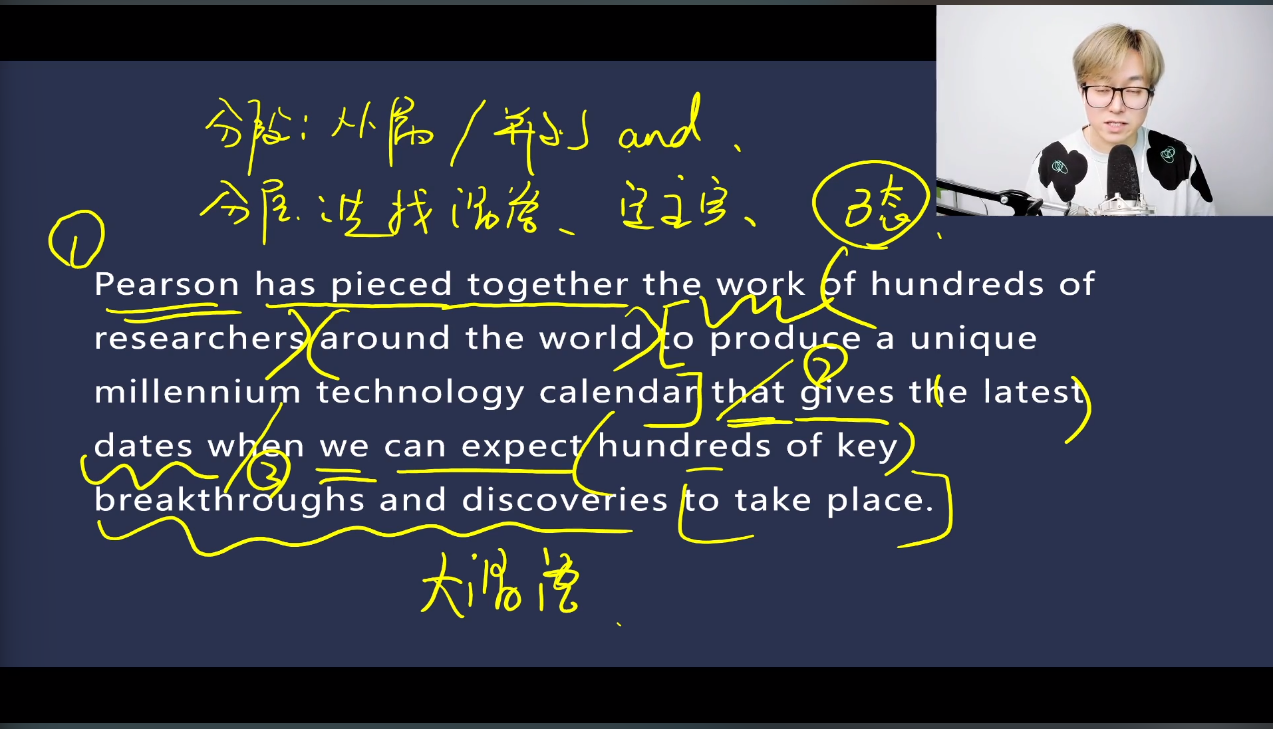 分段：从属/并列 and、
分层：先找谓语、定主宾、
①
Pearson has pieced together the work of hundreds of
researchers around the world to produce a unique
②
millennium technology calendar that gives the latest
dates when we can expect hundreds of key
③
breakthroughs and discoveries to take place.
大谓语